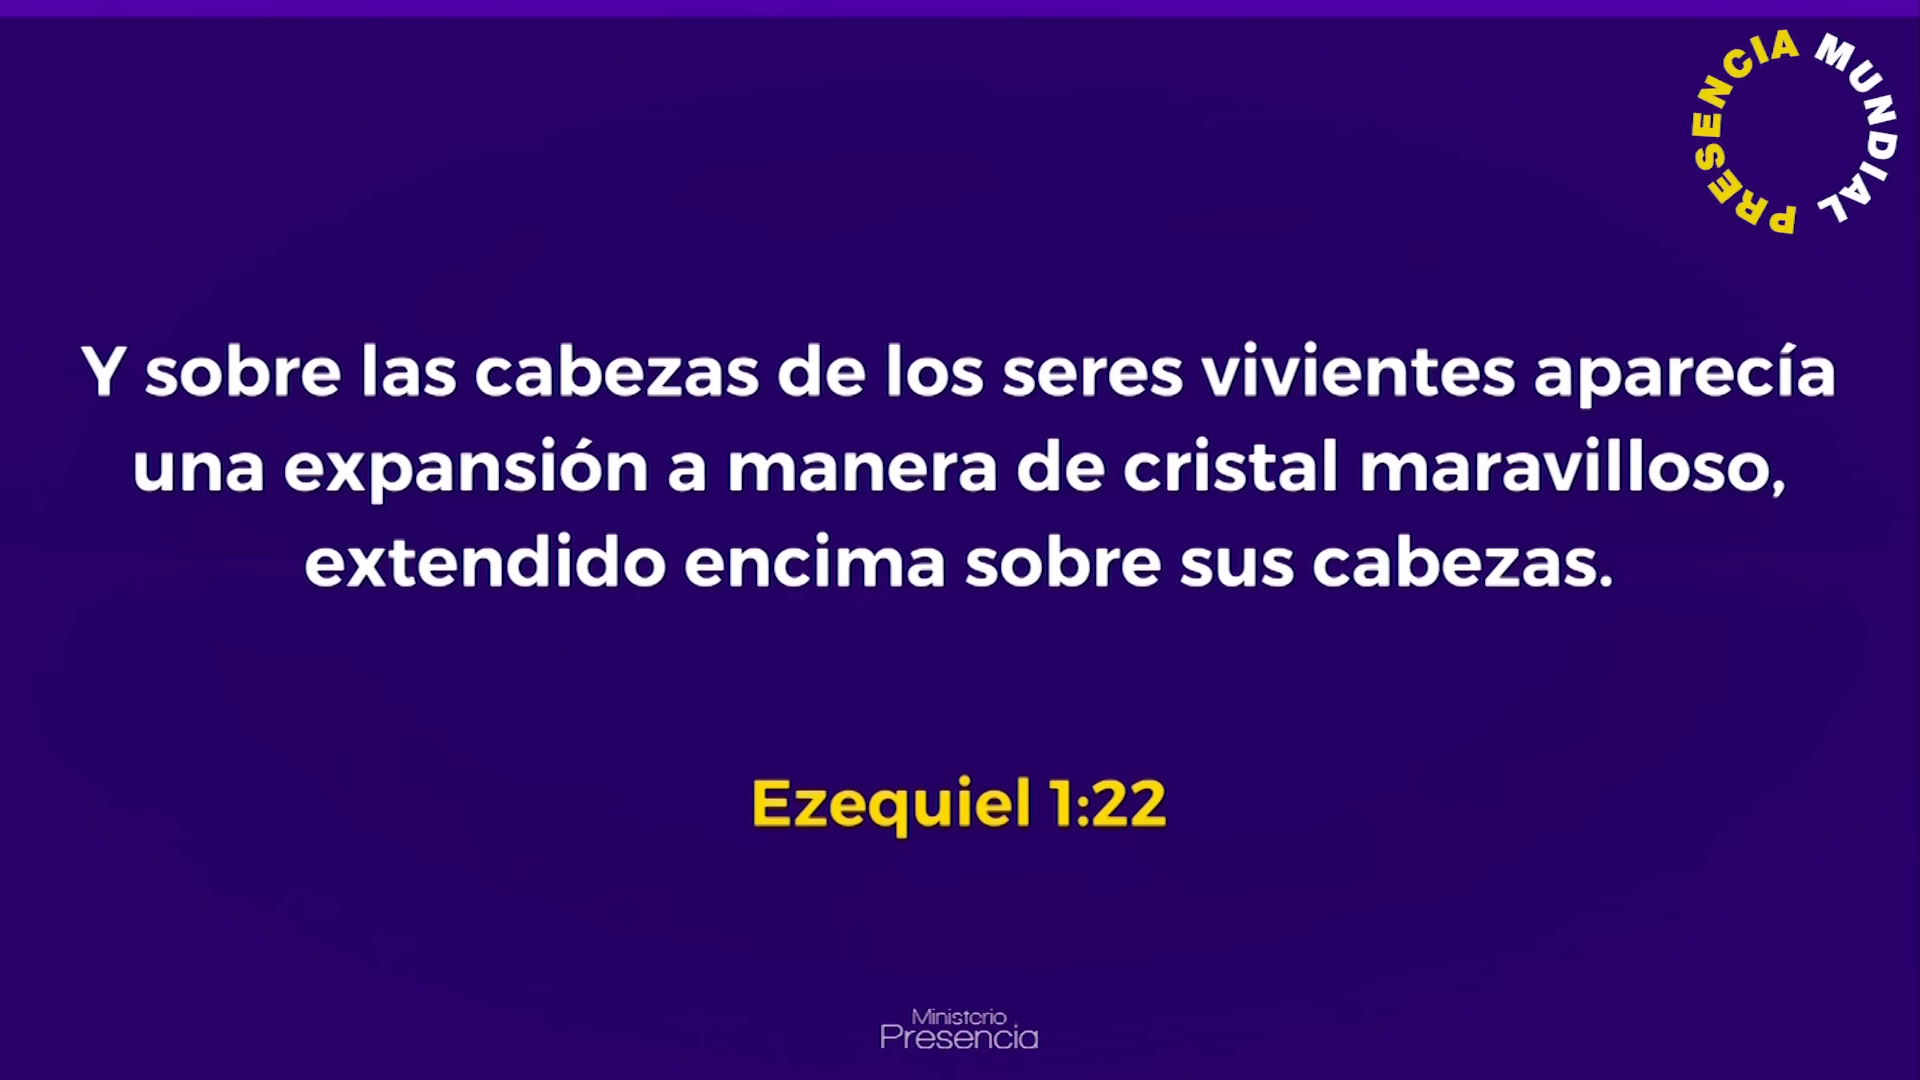 PRESENCIA MUNDIAL
Y sobre las cabezas de los seres vivientes aparecía
una expansión a manera de cristal maravilloso,
extendido encima sobre sus cabezas.
Ezequiel 1:22
Ministerio
Presencia